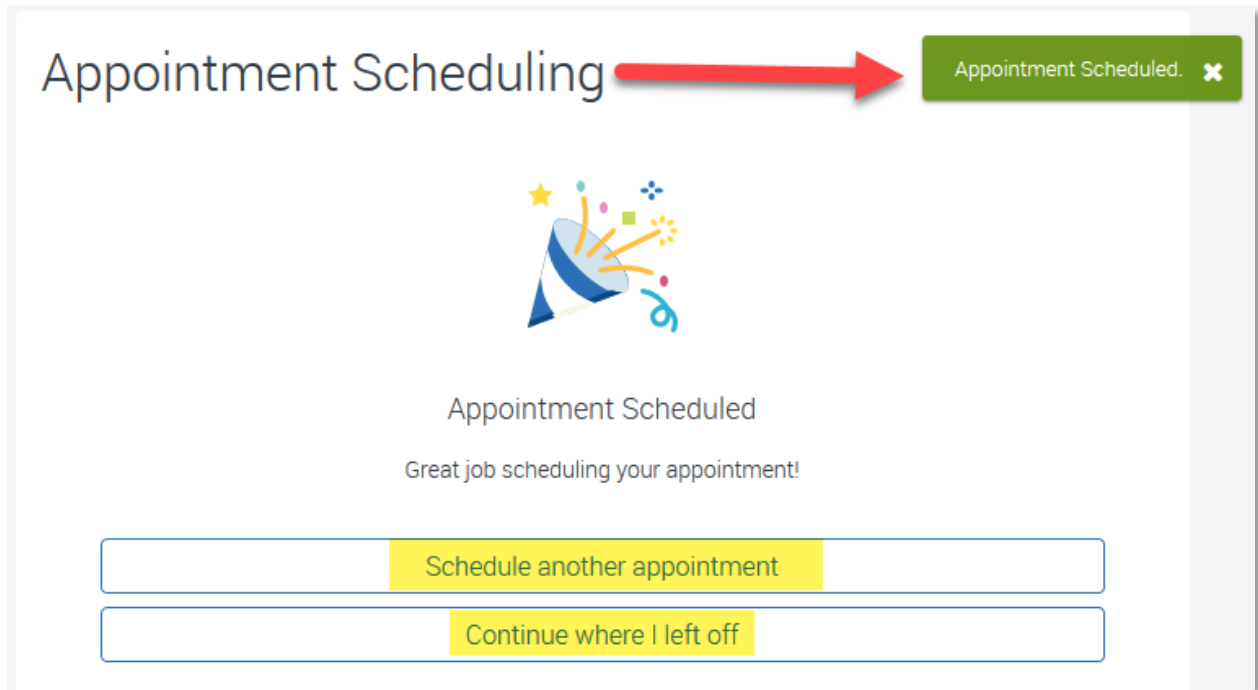 Appointment Scheduling
Appointment Scheduled.
Appointment Scheduled
Great job scheduling your appointment!
Schedule another appointment
Continue where I left off